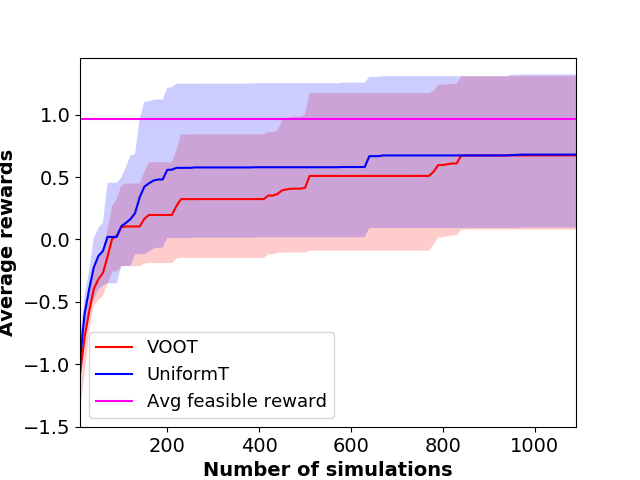 1.0
0.5
0.0
−0.5
−1.0
−1.5
Average rewards
VOOT
UniformT
Avg feasible reward
200 400 600 800 1000
Number of simulations